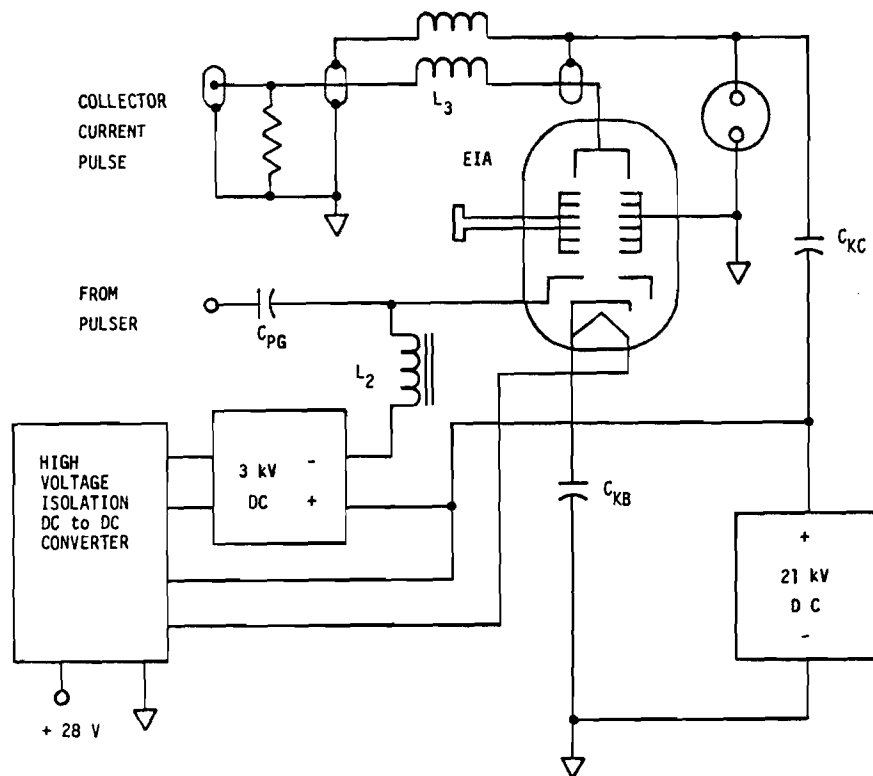 L3
COLLECTOR
CURRENT
PULSE
EIA
CKC
FROM
PULSER
CPG
L2
HIGH
VOLTAGE
ISOLATION
DC to DC
CONVERTER
3 kV
DC
-
+
CKB
+
21 kV
D C
-
+ 28 V